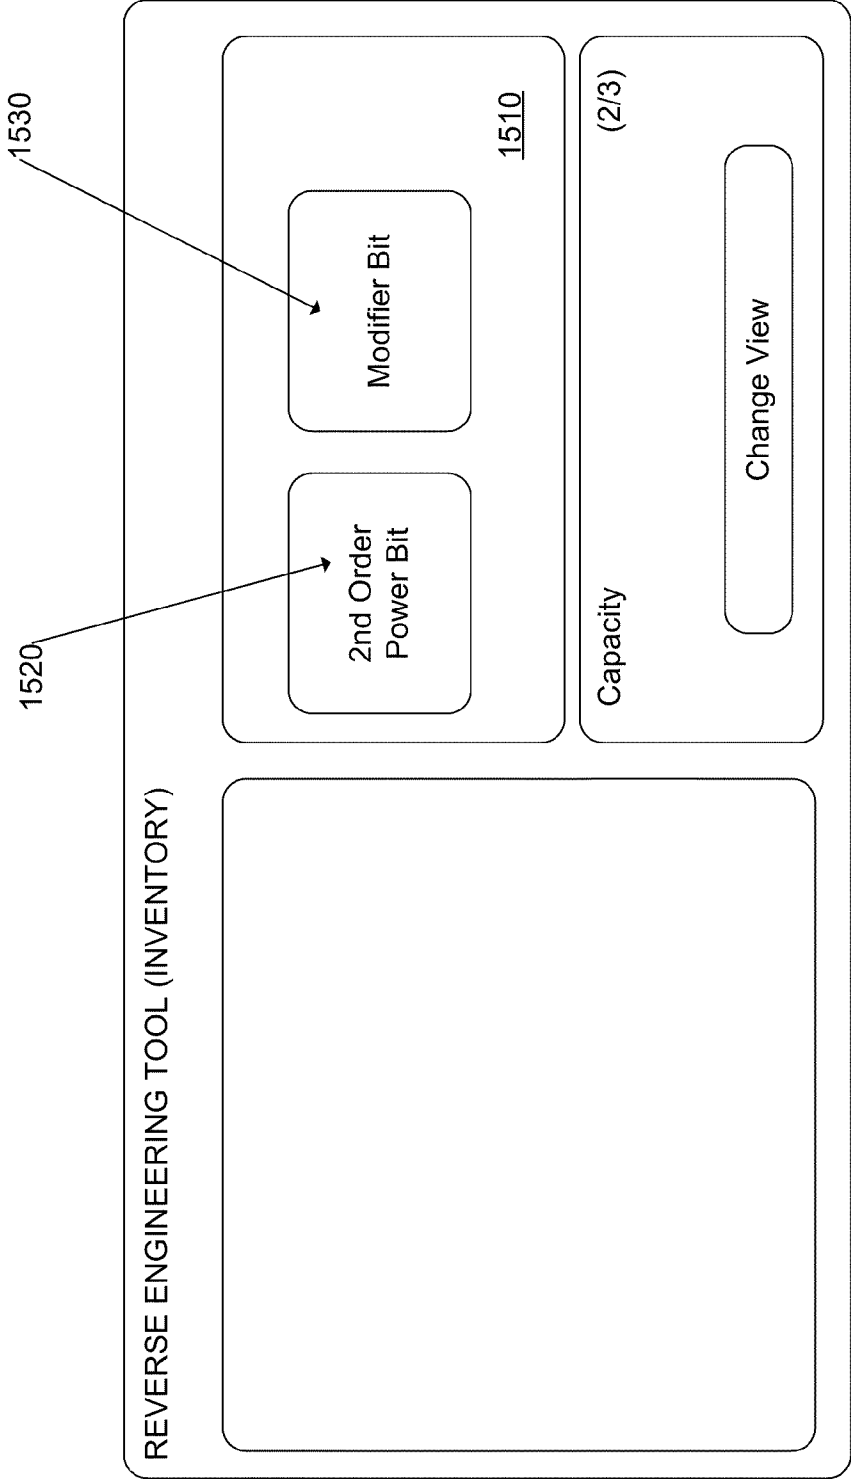 REVERSE ENGINEERING TOOL (INVENTORY)
1520
1530
2nd Order
Power Bit
Modifier Bit
1510
Capacity (2/3)
Change View